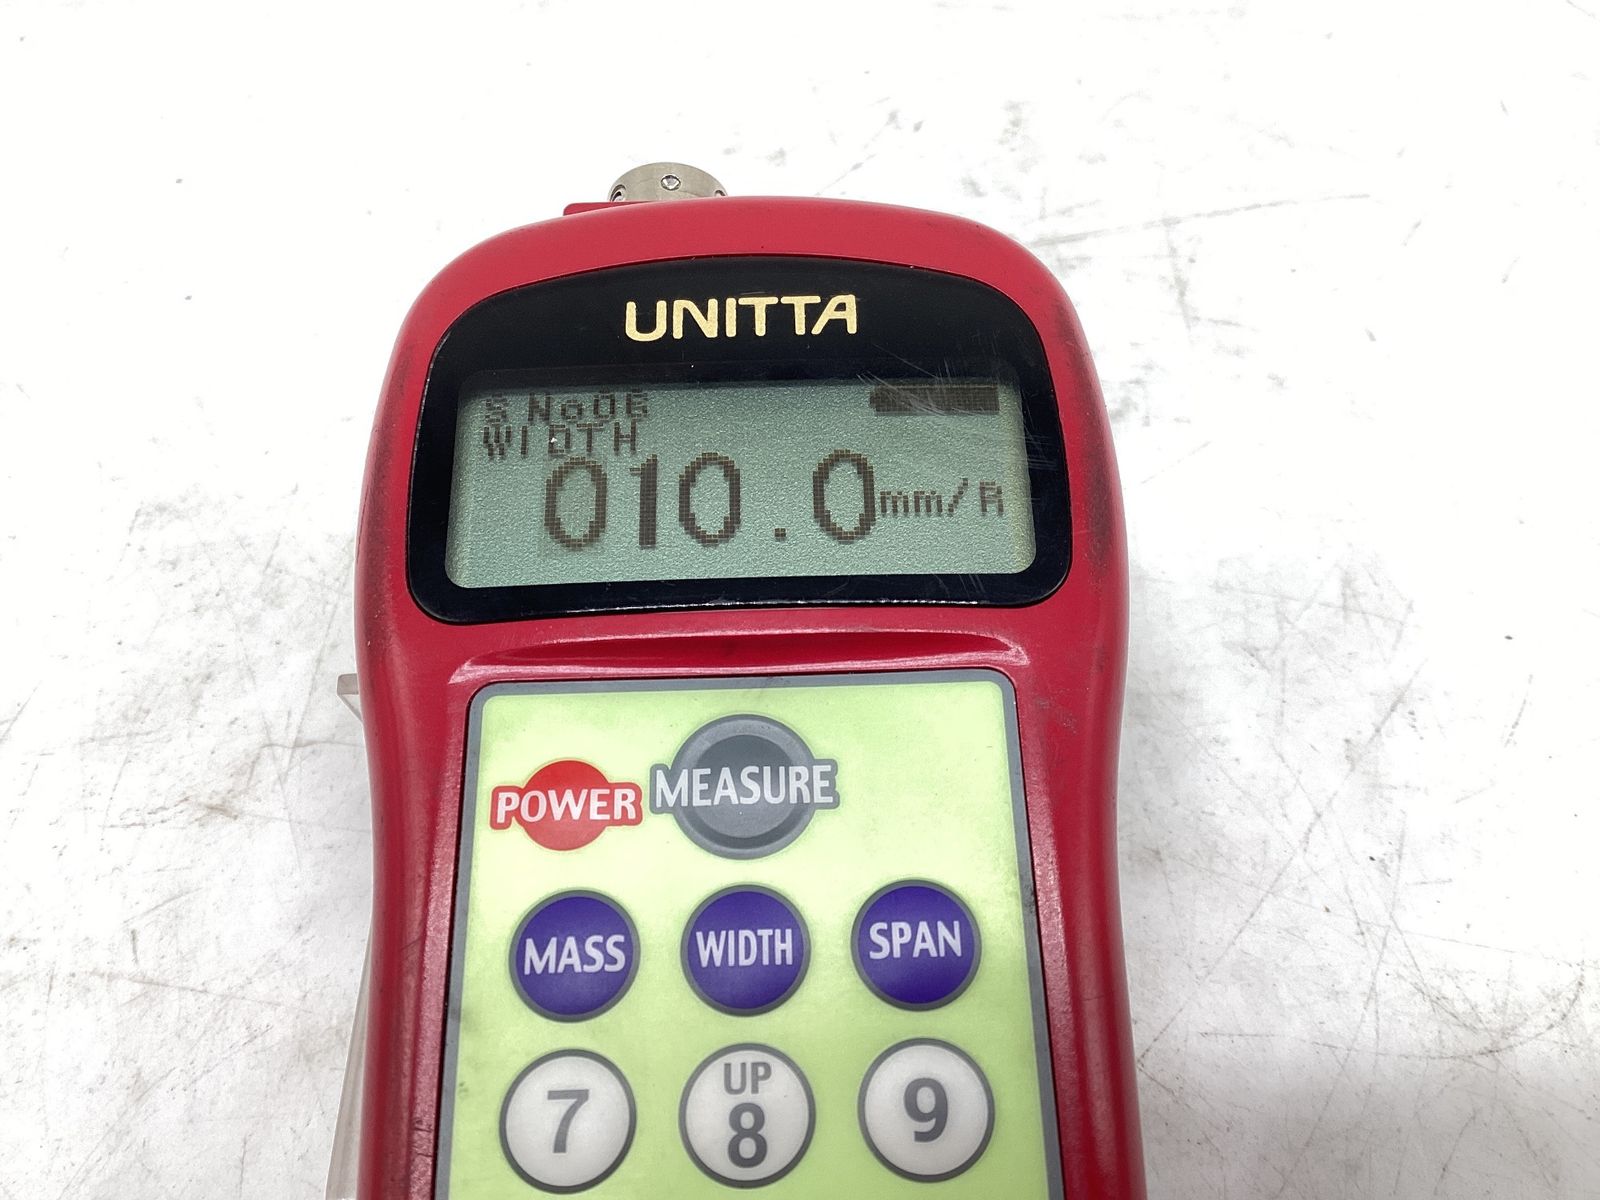 UNITTA
S No06
WIDTH
010.0mm/R
POWER
MEASURE
MASS
WIDTH
SPAN
7
UP
8
9